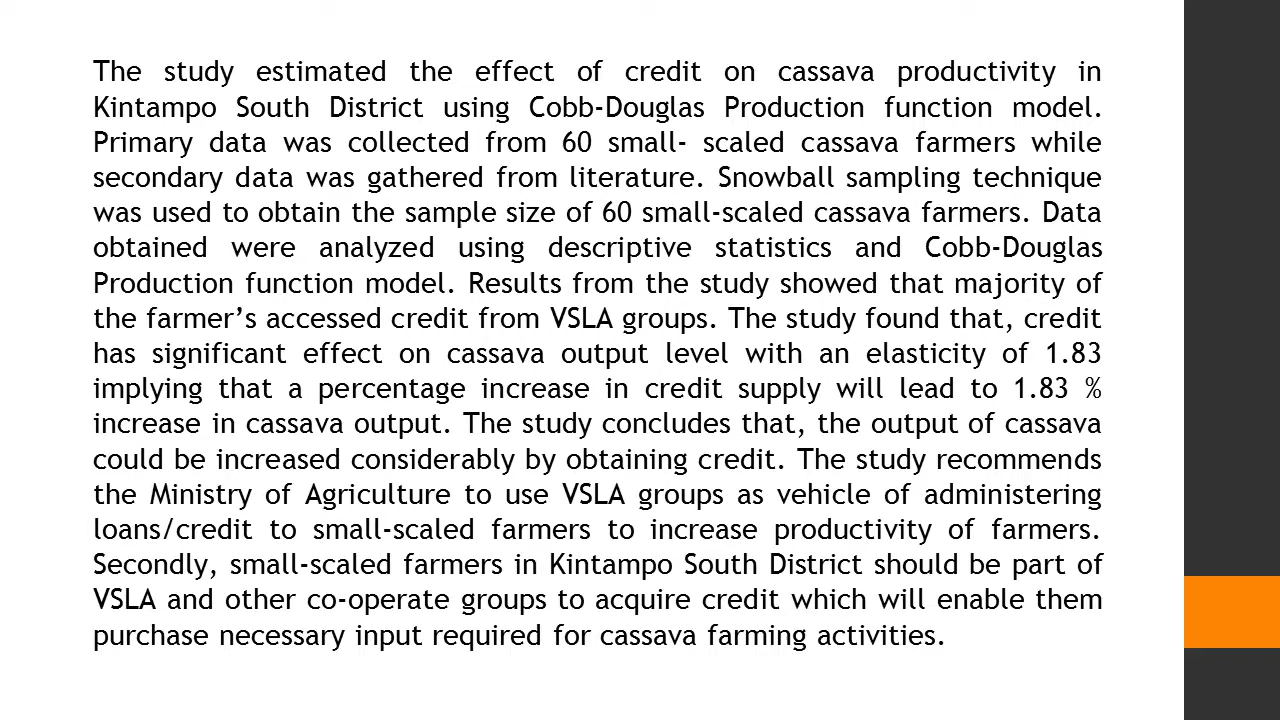 The study estimated the effect of credit on cassava productivity in
Kintampo South District using Cobb-Douglas Production function model.
Primary data was collected from 60 small- scaled cassava farmers while
secondary data was gathered from literature. Snowball sampling technique
was used to obtain the sample size of 60 small-scaled cassava farmers. Data
obtained were analyzed using descriptive statistics and Cobb-Douglas
Production function model. Results from the study showed that majority of
the farmer’s accessed credit from VSLA groups. The study found that, credit
has significant effect on cassava output level with an elasticity of 1.83
implying that a percentage increase in credit supply will lead to 1.83 %
increase in cassava output. The study concludes that, the output of cassava
could be increased considerably by obtaining credit. The study recommends
the Ministry of Agriculture to use VSLA groups as vehicle of administering
loans/credit to small-scaled farmers to increase productivity of farmers.
Secondly, small-scaled farmers in Kintampo South District should be part of
VSLA and other co-operate groups to acquire credit which will enable them
purchase necessary input required for cassava farming activities.